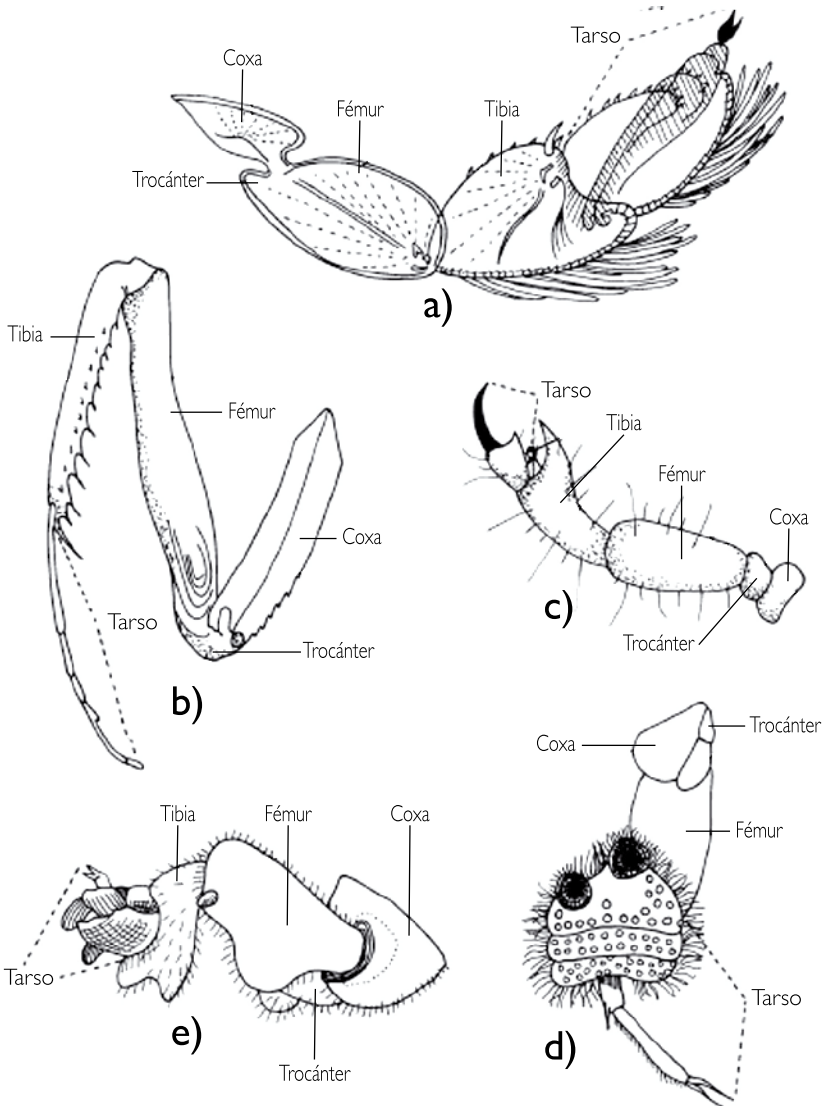 Tarso
Coxa
Fémur
Tibia
Trocánter
a)
Tibia
Fémur
Coxa
Tarso
Trocánter
b)
Tarso
Tibia
Fémur
Coxa
c)
Trocánter
Trocánter
Coxa
Fémur
Tarso
d)
Tibia
Fémur
Coxa
Tarso
e)
Trocánter